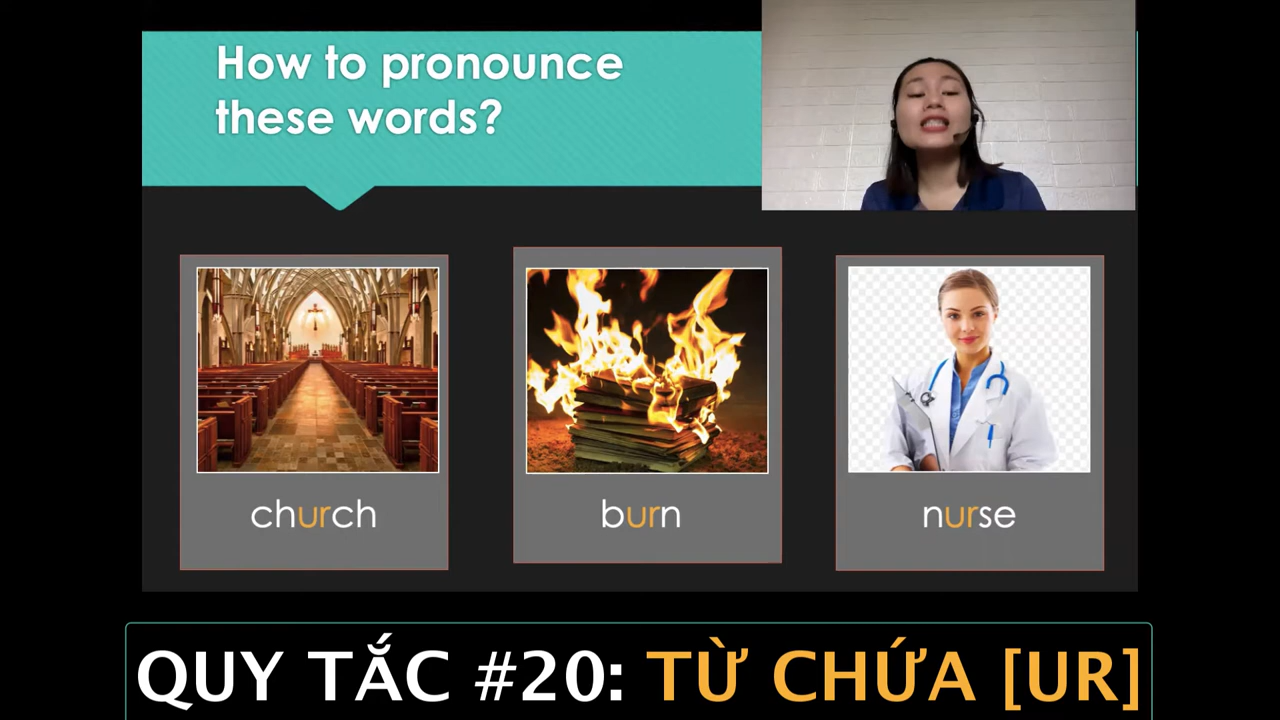 How to pronounce
these words?
church
burn
nurse
QUY TẮC #20: TỪ CHỨA [UR]